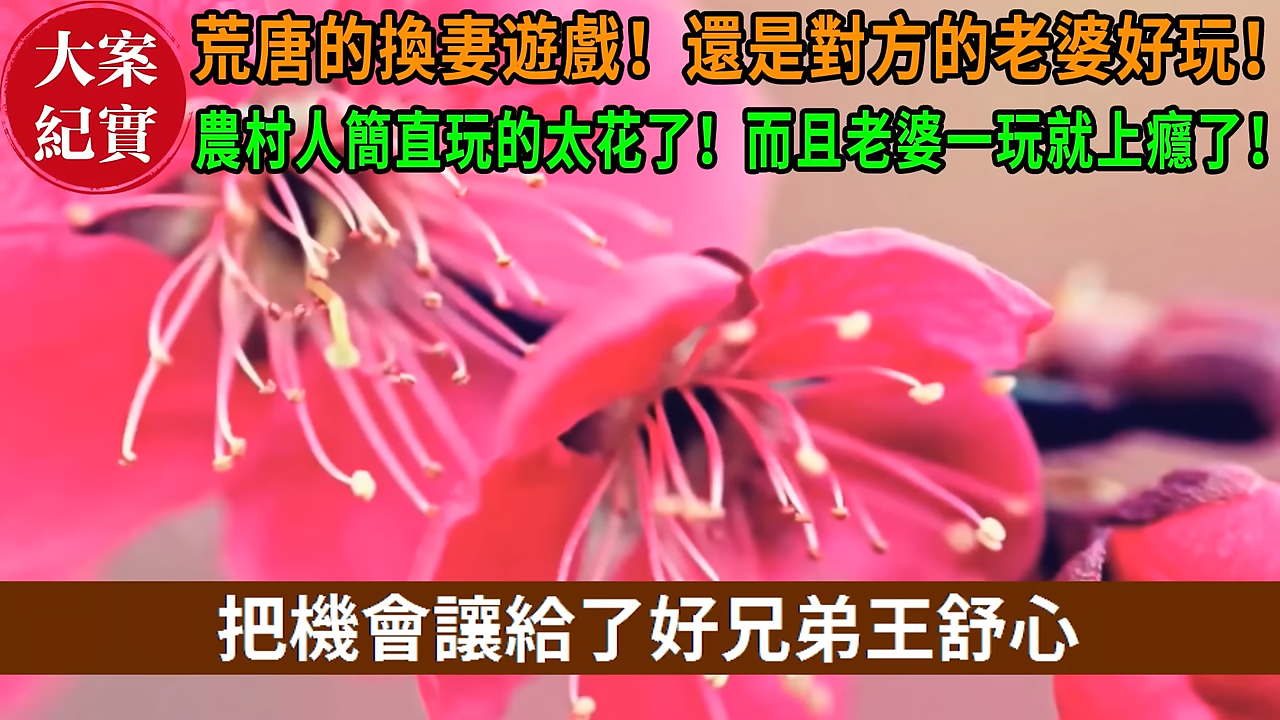 大案
紀實
荒唐的換妻遊戲！還是對方的老婆好玩！
農村人簡直玩的太花了！而且老婆一玩就上癮了！
把機會讓給了好兄弟王舒心